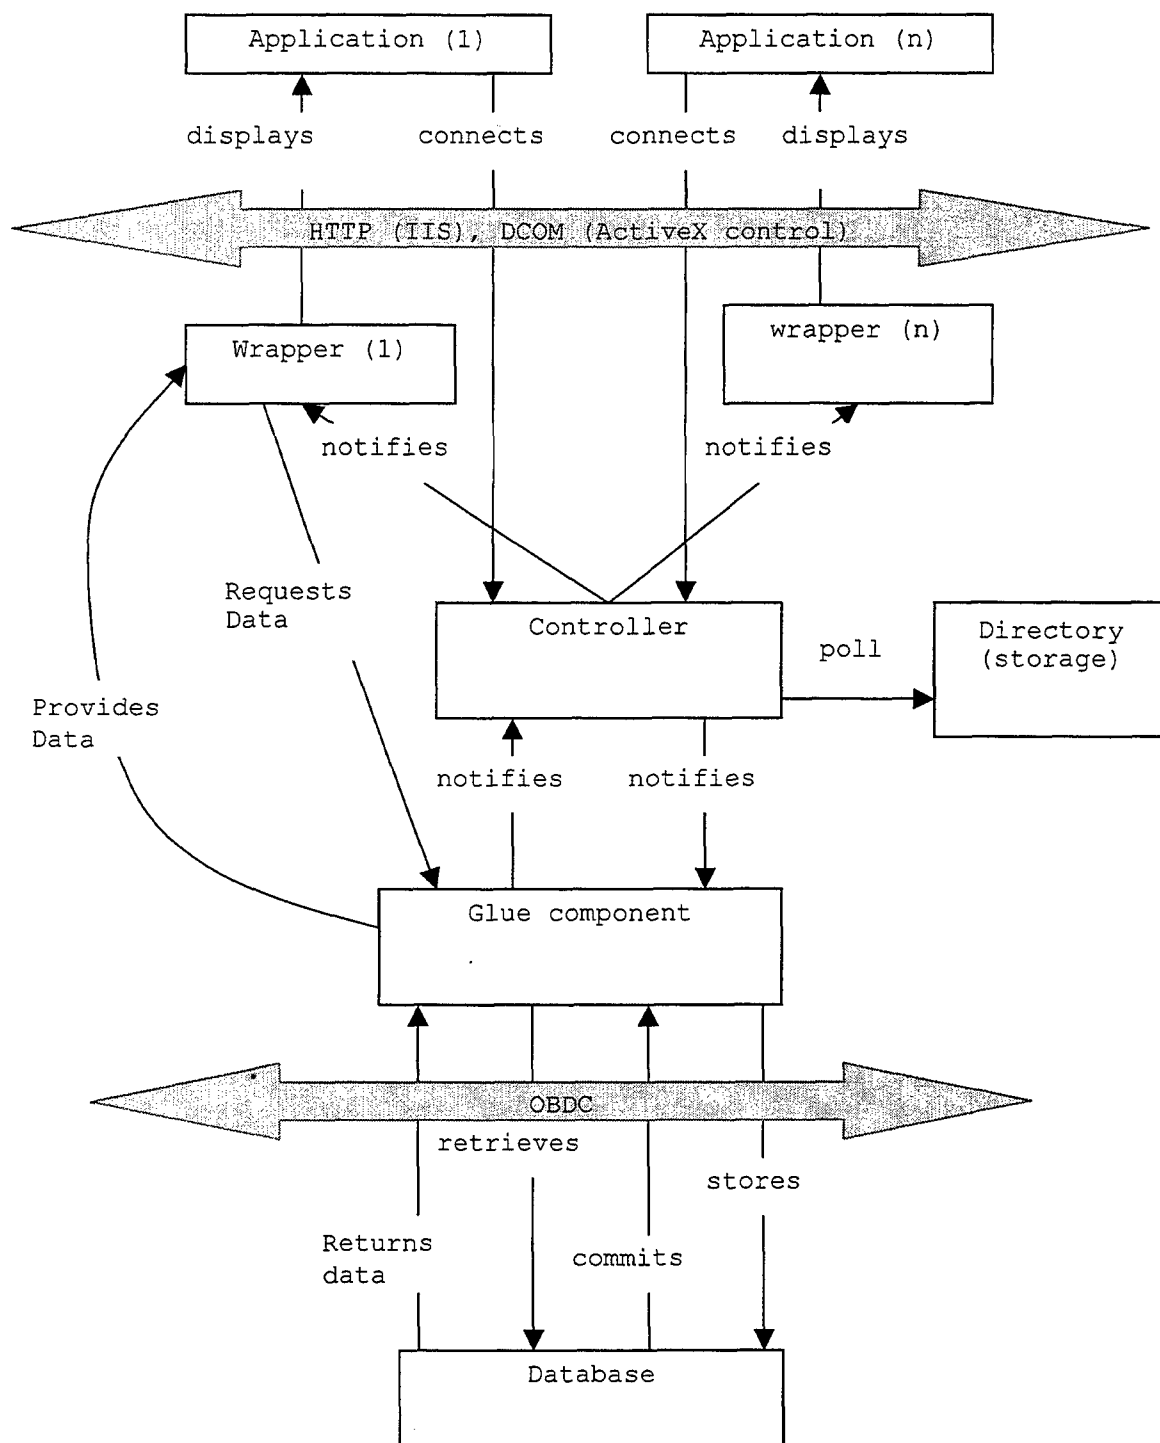 Application (1)
Application (n)
displays
connects
connects
displays
HTTP (IIS), DCOM (ActiveX control)
Wrapper (1)
wrapper (n)
notifies
notifies
Requests
Data
Controller
Directory
(storage)
poll
Provides
Data
notifies
notifies
Glue component
OBDC
retrieves
stores
Returns
data
commits
Database